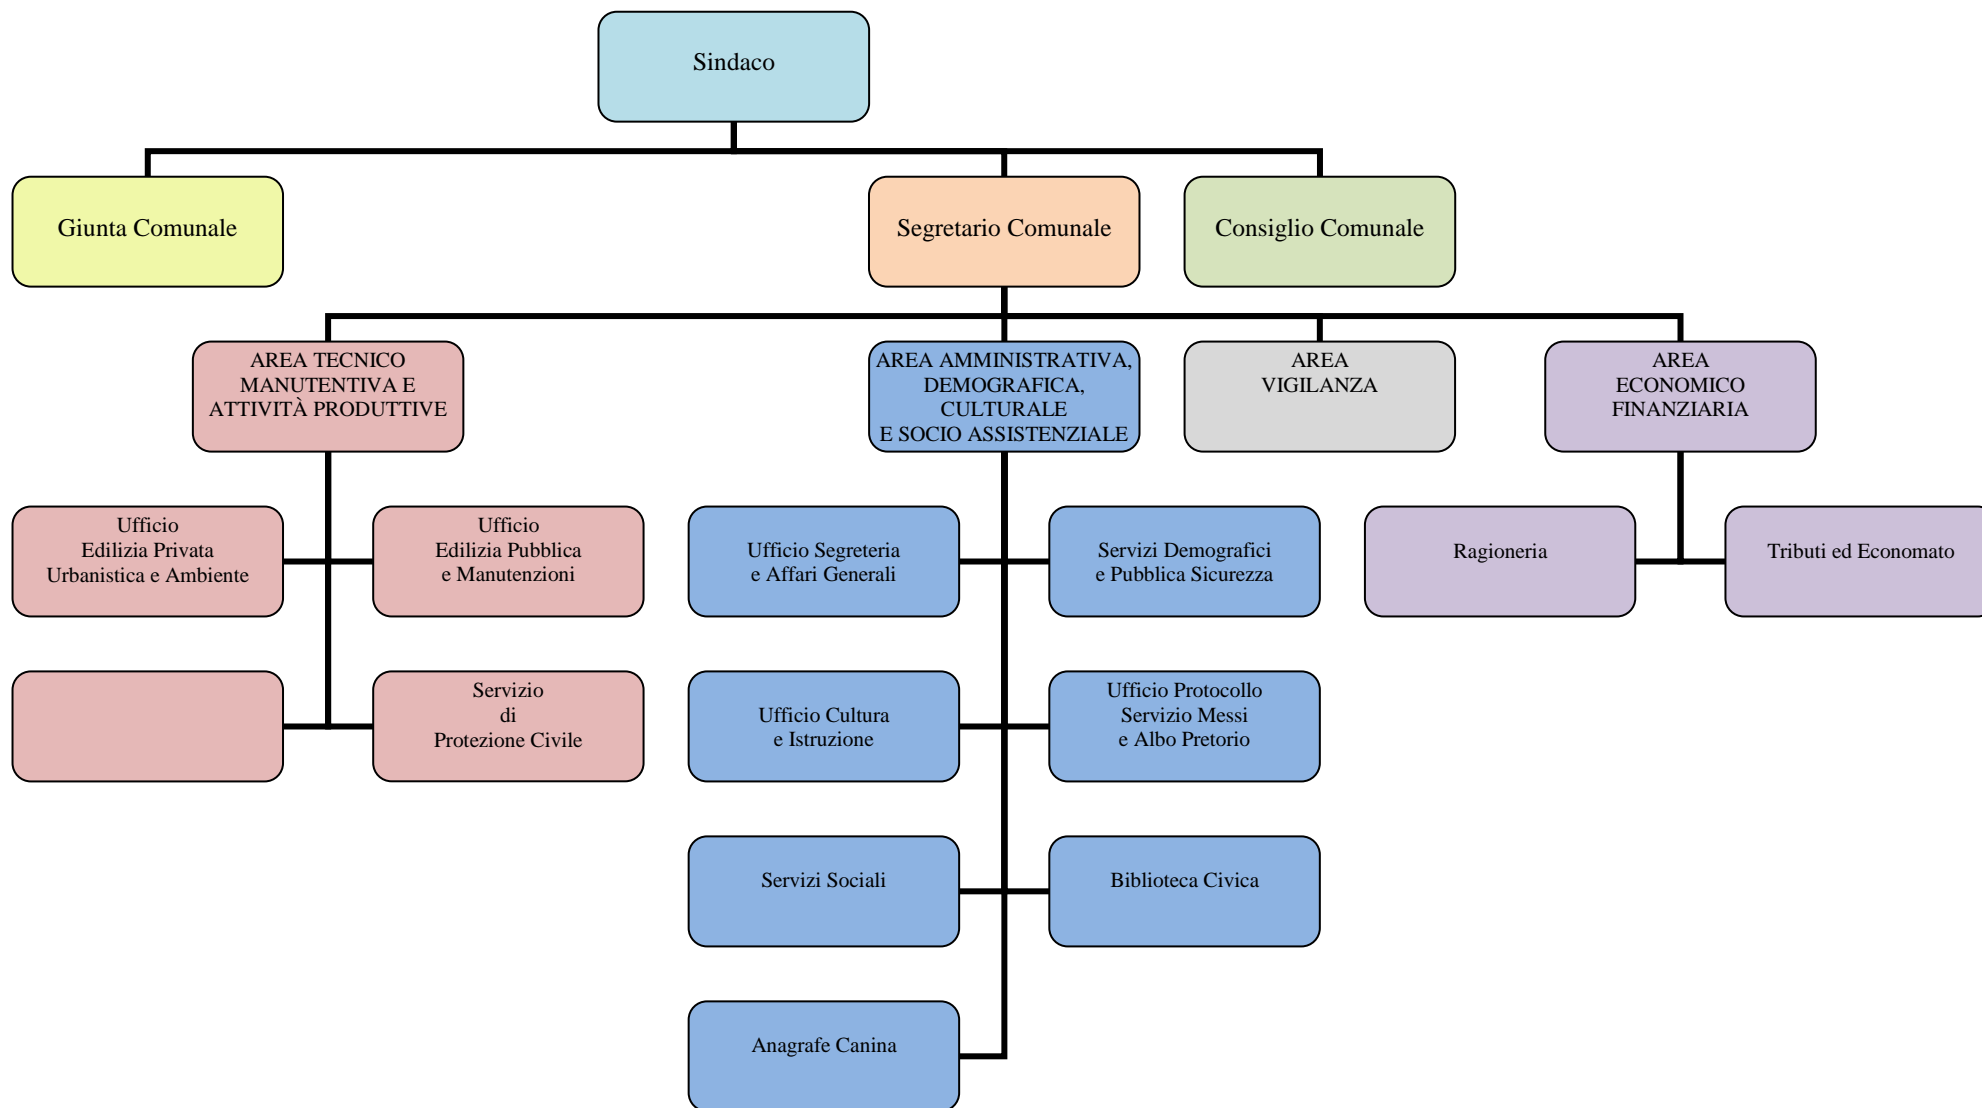 Sindaco
Giunta Comunale
Segretario Comunale
Consiglio Comunale
AREA TECNICO
MANUTENTIVA E
ATTIVITÀ PRODUTTIVE
AREA AMMINISTRATIVA,
DEMOGRAFICA,
CULTURALE
E SOCIO ASSISTENZIALE
AREA
VIGILANZA
AREA
ECONOMICO
FINANZIARIA
Ufficio
Edilizia Privata
Urbanistica e Ambiente
Ufficio
Edilizia Pubblica
e Manutenzioni
Ufficio Segreteria
e Affari Generali
Servizi Demografici
e Pubblica Sicurezza
Ragioneria
Tributi ed Economato
Servizio
di
Protezione Civile
Ufficio Cultura
e Istruzione
Ufficio Protocollo
Servizio Messi
e Albo Pretorio
Servizi Sociali
Biblioteca Civica
Anagrafe Canina